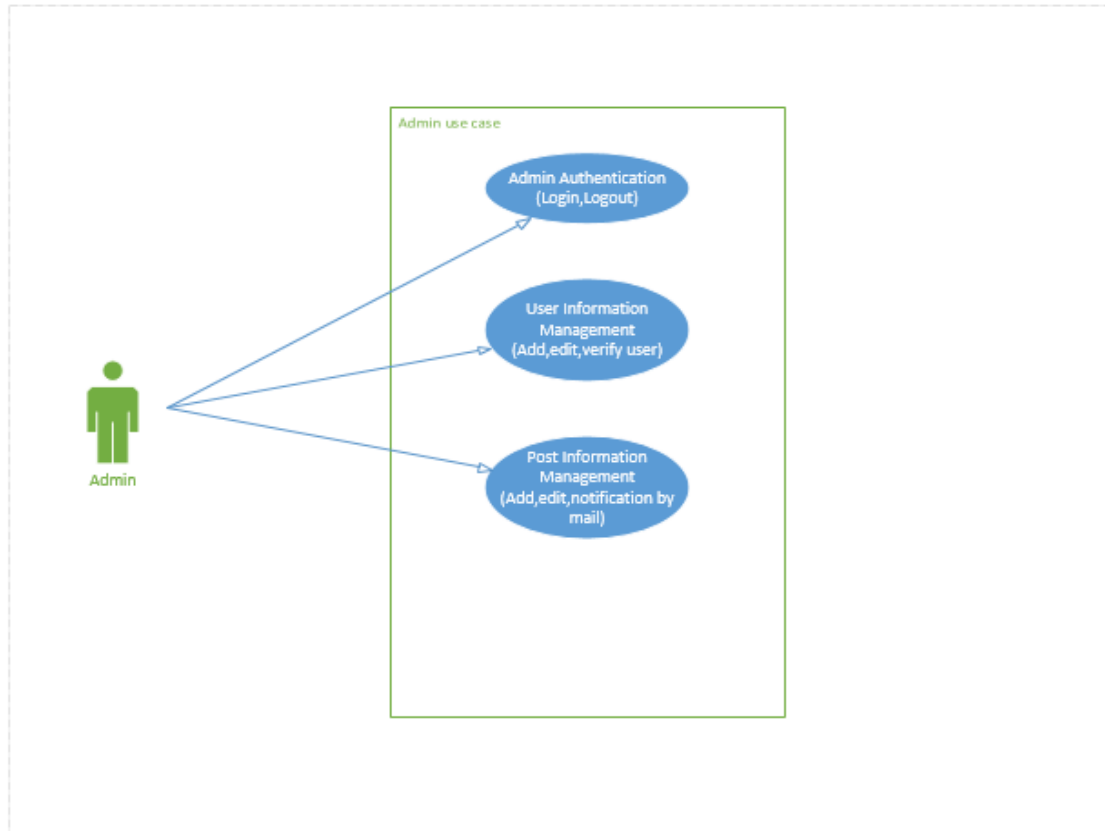 Admin use case
Admin Authentication
(Login,Logout)
User Information
Management
(Add,edit,verify user)
Post Information
Management
(Add,edit,notification by
mail)
Admin